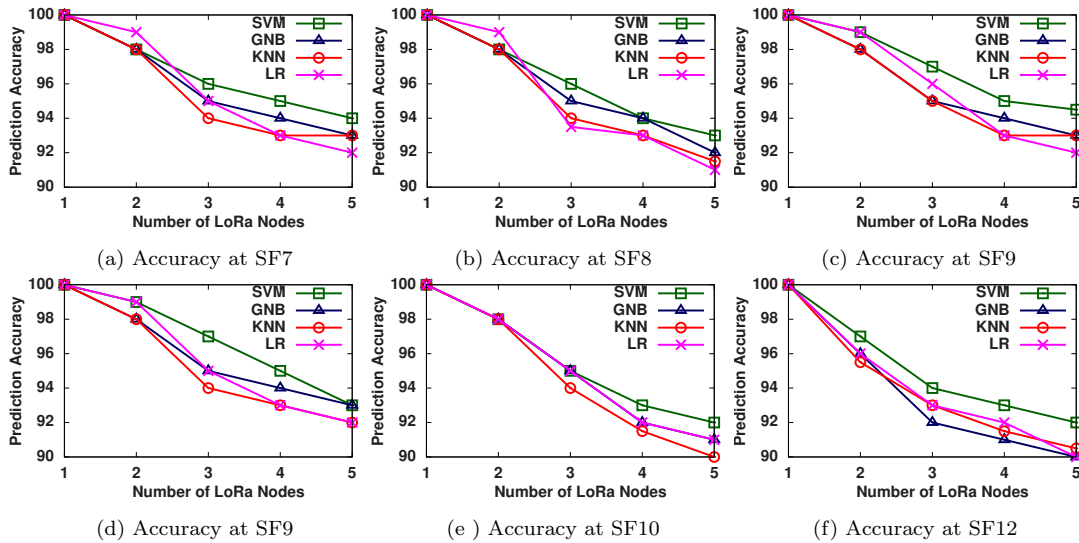 100
98
96
94
92
90
Prediction Accuracy
SVM
GNB
KNN
LR
1 2 3 4 5
Number of LoRa Nodes
(a) Accuracy at SF7
100
98
96
94
92
90
Prediction Accuracy
SVM
GNB
KNN
LR
1 2 3 4 5
Number of LoRa Nodes
(b) Accuracy at SF8
100
98
96
94
92
90
Prediction Accuracy
SVM
GNB
KNN
LR
1 2 3 4 5
Number of LoRa Nodes
(c) Accuracy at SF9
100
98
96
94
92
90
Prediction Accuracy
SVM
GNB
KNN
LR
1 2 3 4 5
Number of LoRa Nodes
(d) Accuracy at SF9
100
98
96
94
92
90
Prediction Accuracy
SVM
GNB
KNN
LR
1 2 3 4 5
Number of LoRa Nodes
(e ) Accuracy at SF10
100
98
96
94
92
90
Prediction Accuracy
SVM
GNB
KNN
LR
1 2 3 4 5
Number of LoRa Nodes
(f) Accuracy at SF12